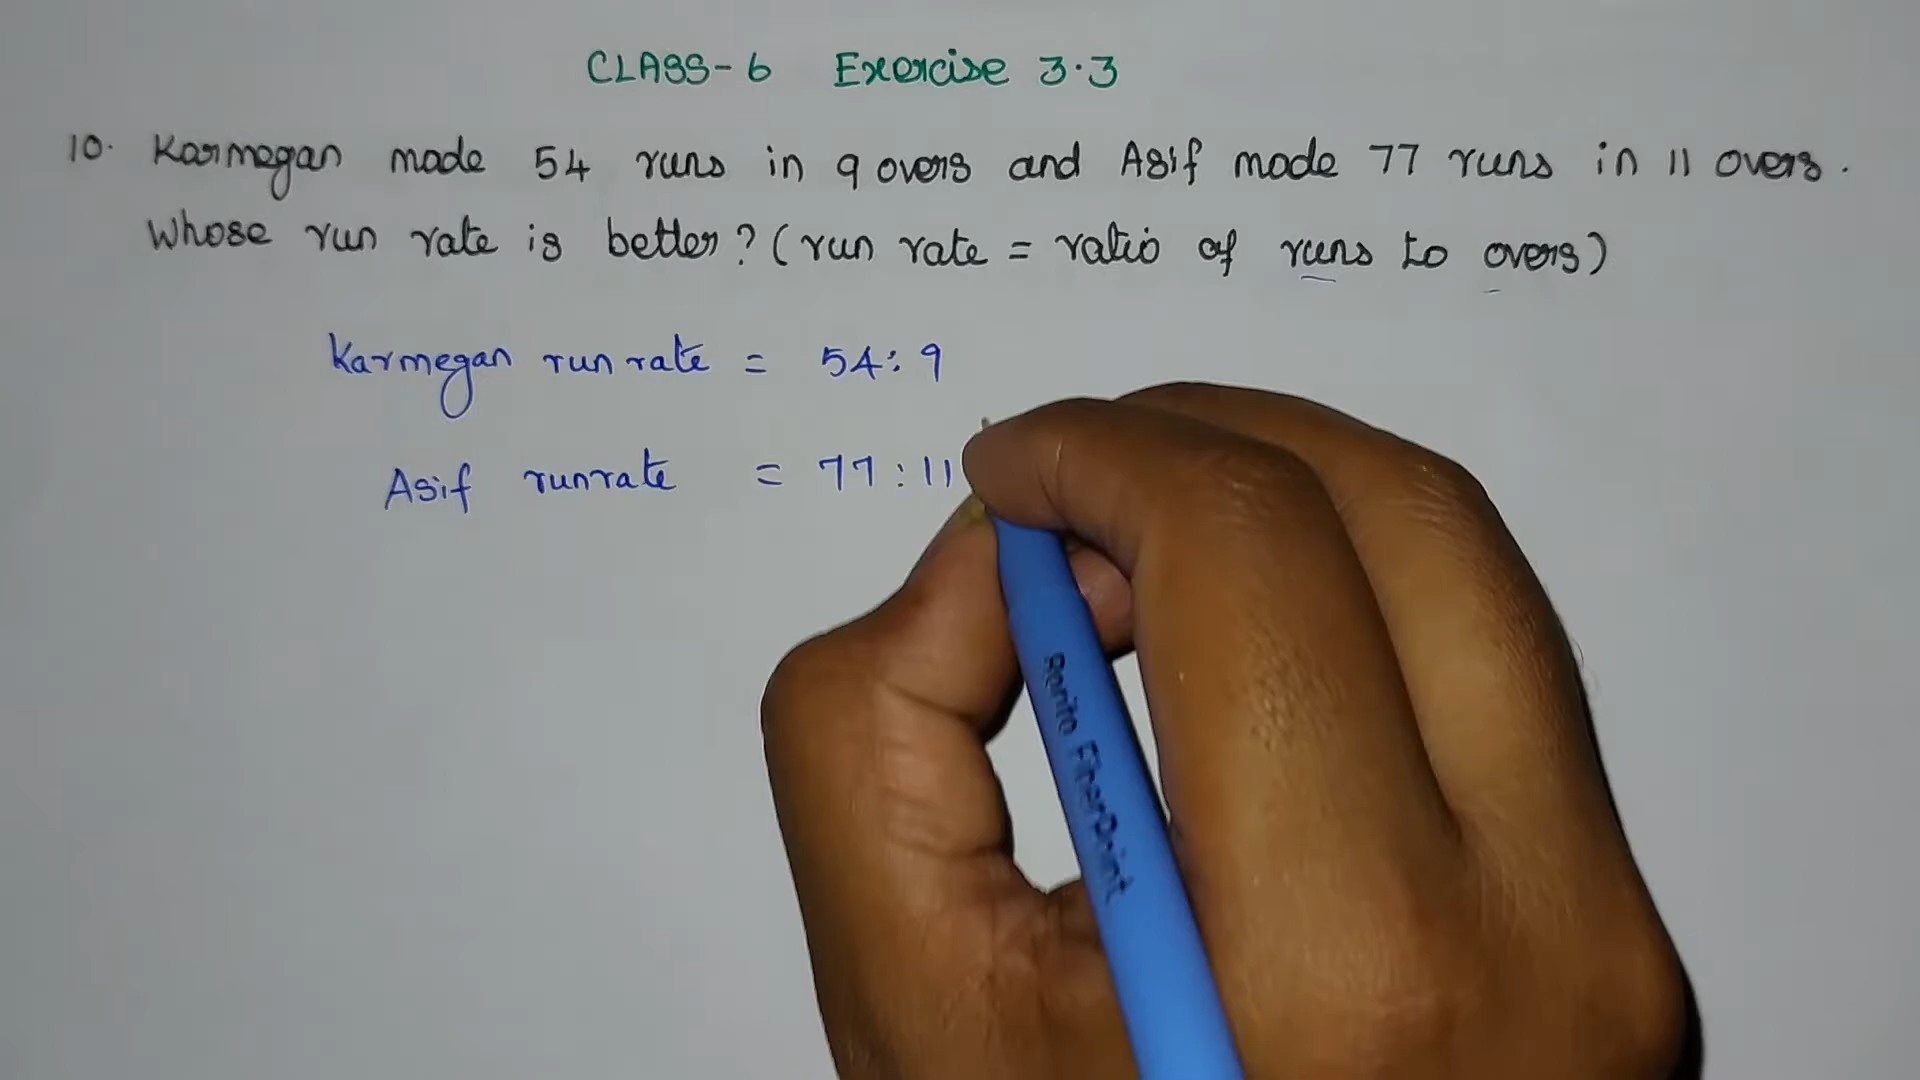 CLASS-6 Exercise 3.3
10. Karmegan made 54 runs in 9 overs and Asif made 77 runs in 11 overs.
Whose run rate is better? (run rate = ratio of runs to overs)
Karmegan run rate = 54:9
Asif runrate = 77:11
Renito FinerPoint